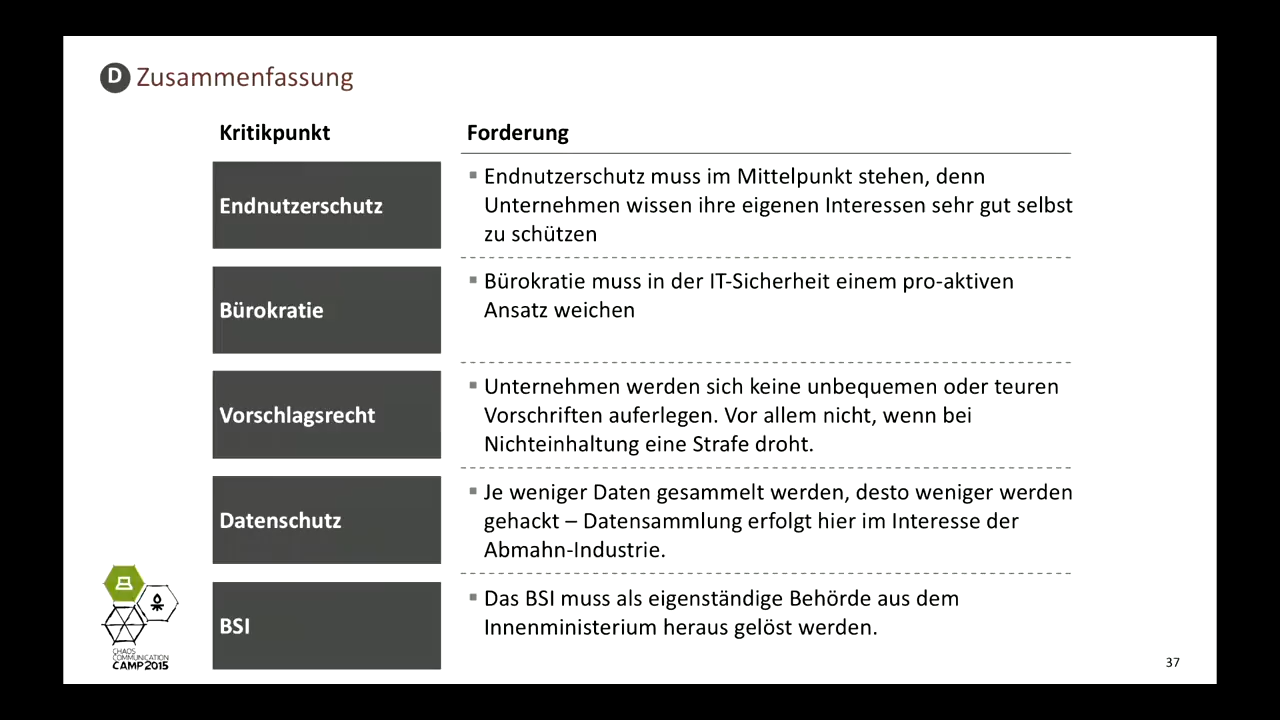 D Zusammenfassung
Kritikpunkt
Forderung
Endnutzerschutz
▪ Endnutzerschutz muss im Mittelpunkt stehen, denn
Unternehmen wissen ihre eigenen Interessen sehr gut selbst
zu schützen
Bürokratie
▪ Bürokratie muss in der IT-Sicherheit einem pro-aktiven
Ansatz weichen
Vorschlagsrecht
▪ Unternehmen werden sich keine unbequemen oder teuren
Vorschriften auferlegen. Vor allem nicht, wenn bei
Nichteinhaltung eine Strafe droht.
Datenschutz
▪ Je weniger Daten gesammelt werden, desto weniger werden
gehackt – Datensammlung erfolgt hier im Interesse der
Abmahn-Industrie.
BSI
▪ Das BSI muss als eigenständige Behörde aus dem
Innenministerium heraus gelöst werden.
CHAOS
COMMUNICATION
CAMP 2015
37